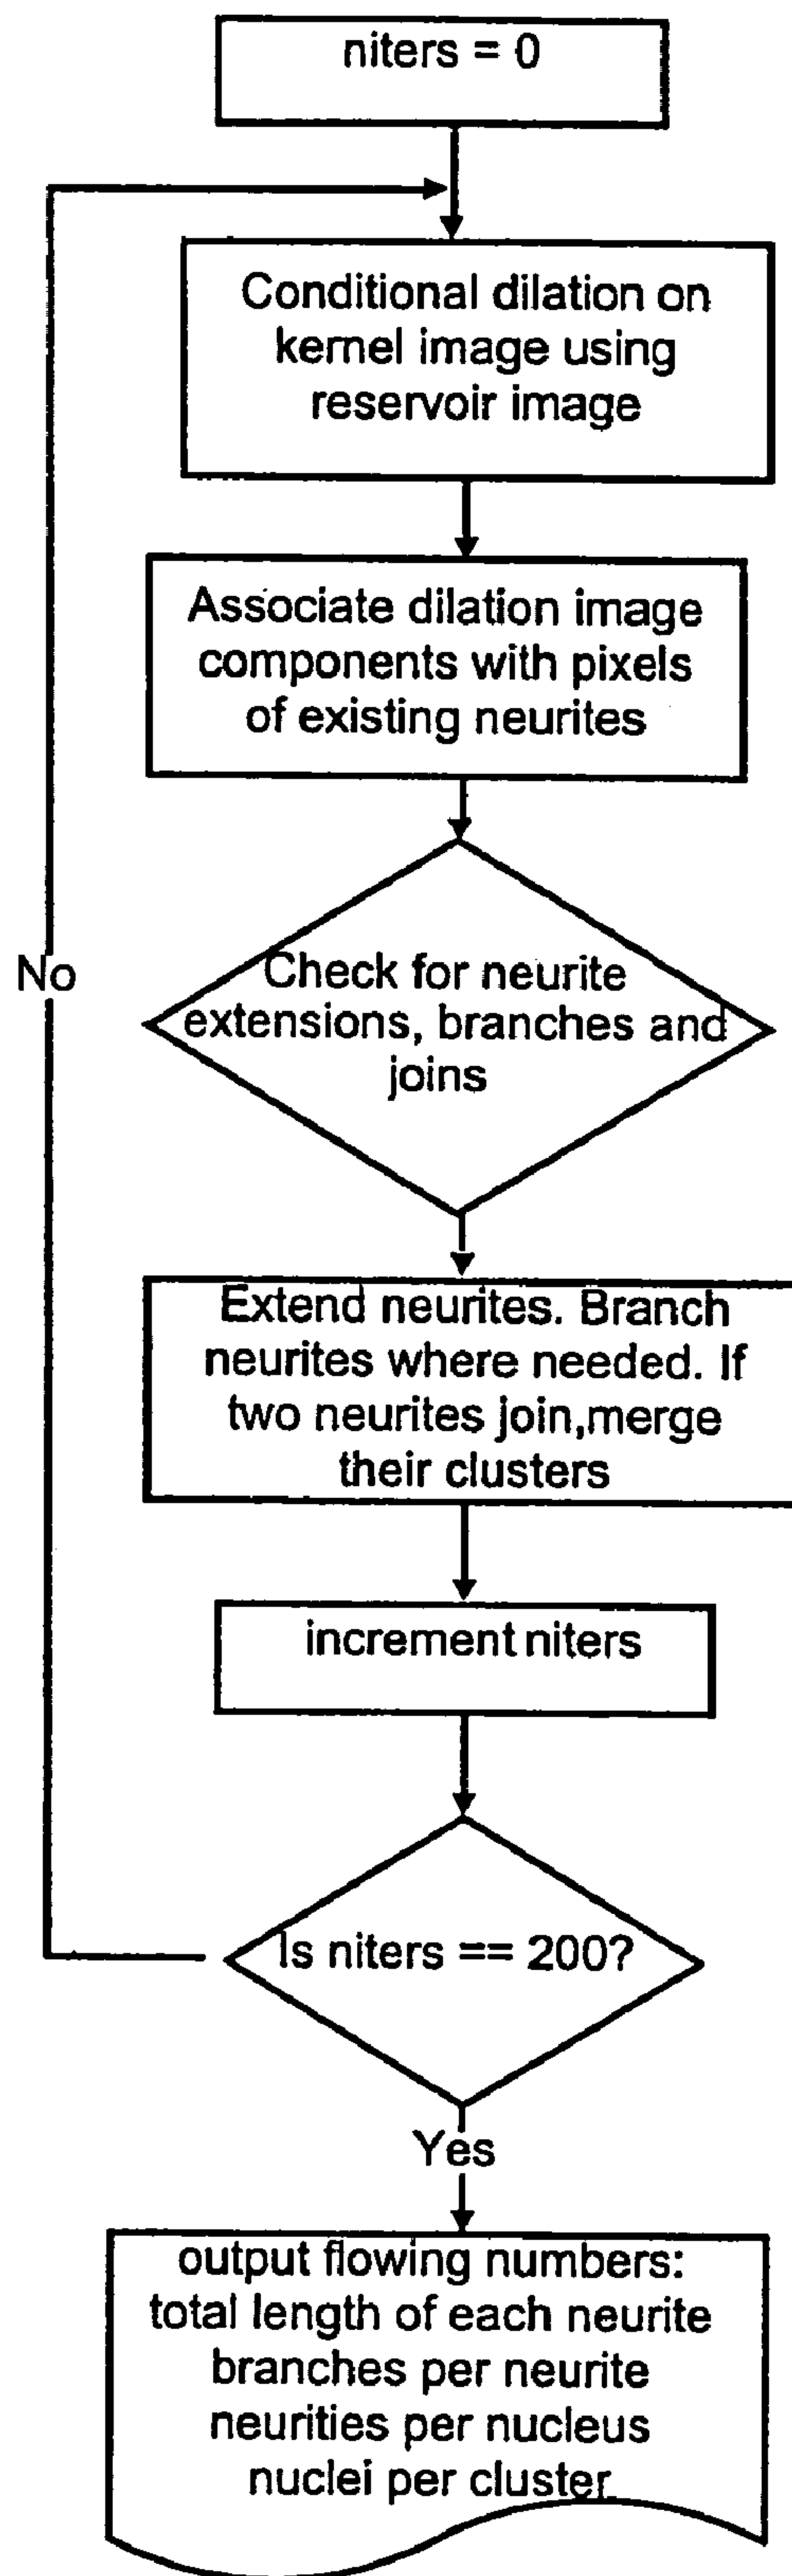 niters = 0
Conditional dilation on
kernel image using
reservoir image
Associate dilation image
components with pixels
of existing neurites
Check for neurite
extensions, branches and
joins
No
Extend neurites. Branch
neurites where needed. If
two neurites join,merge
their clusters
increment niters
Is niters == 200?
Yes
output flowing numbers:
total length of each neurite
branches per neurite
neurities per nucleus
nuclei per cluster